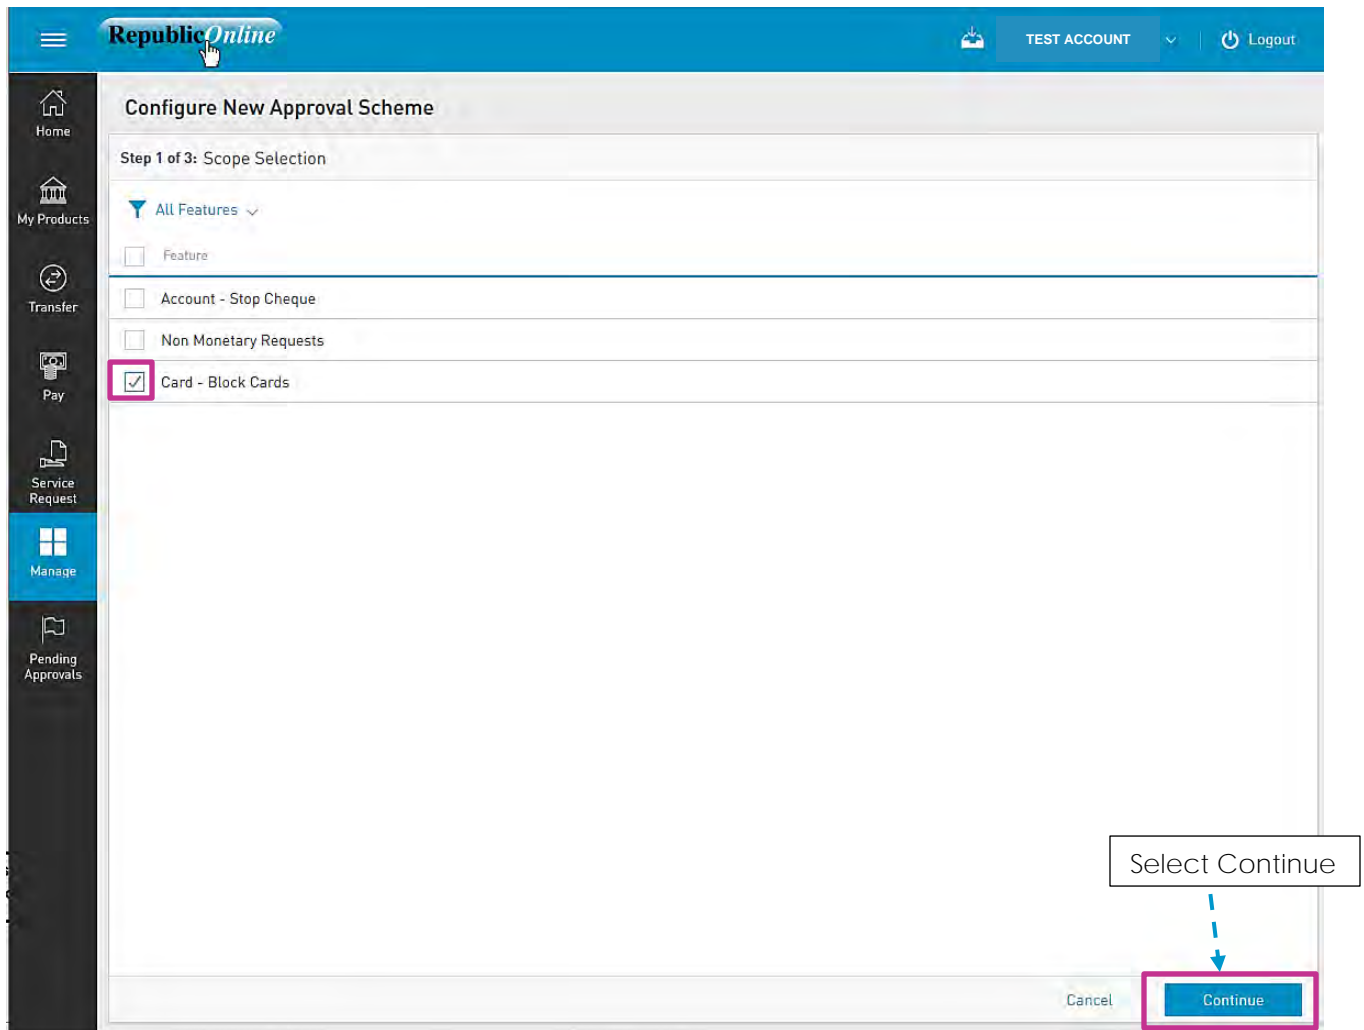 RepublicOnline
TEST ACCOUNT
Logout
Home
My Products
Transfer
Pay
Service
Request
Manage
Pending
Approvals
Configure New Approval Scheme
Step 1 of 3: Scope Selection
All Features
Feature
Account - Stop Cheque
Non Monetary Requests
Card - Block Cards
Select Continue
Cancel
Continue